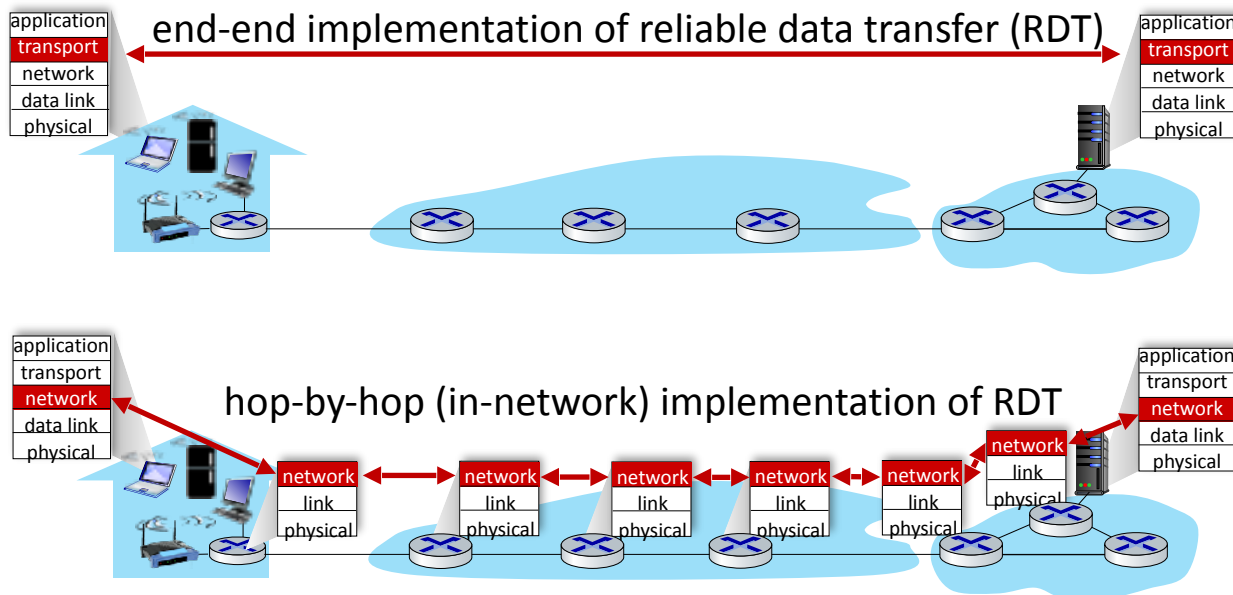 end-end implementation of reliable data transfer (RDT)
application
transport
network
data link
physical
application
transport
network
data link
physical
hop-by-hop (in-network) implementation of RDT
application
transport
network
data link
physical
network
link
physical
network
link
physical
network
link
physical
network
link
physical
network
link
physical
network
link
physical
application
transport
network
data link
physical